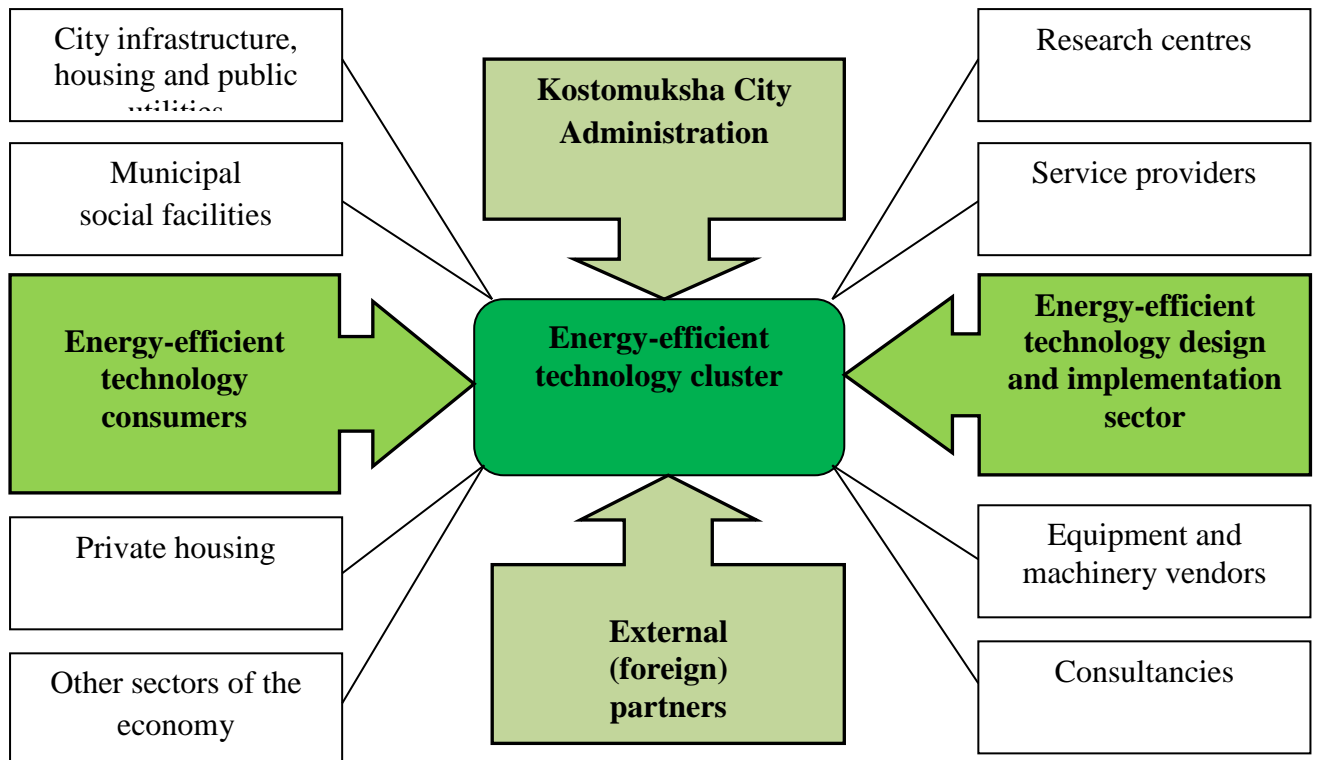 City infrastructure,
housing and public
utilities
Municipal
social facilities
Energy-efficient
technology
consumers
Private housing
Other sectors of the
economy
Kostomuksha City
Administration
Energy-efficient
technology cluster
External
(foreign)
partners
Research centres
Service providers
Energy-efficient
technology design
and implementation
sector
Equipment and
machinery vendors
Consultancies